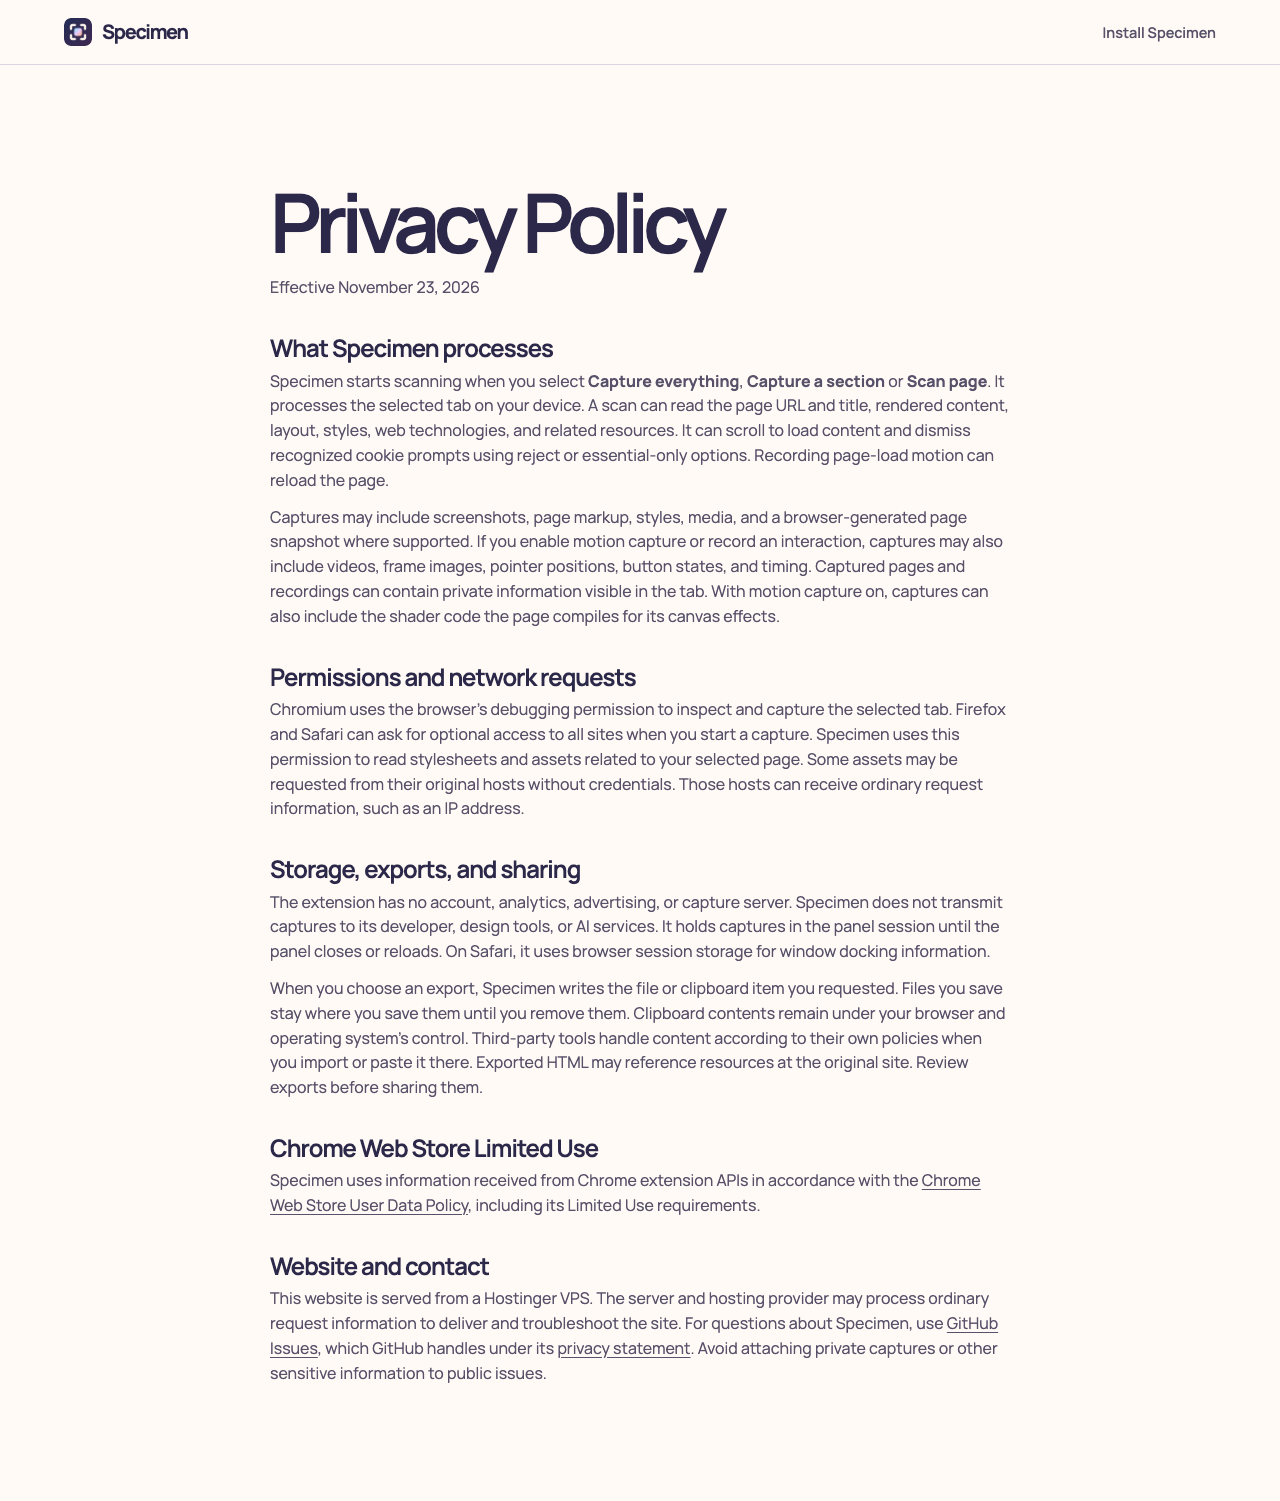 Specimen
Install Specimen
Privacy Policy
Effective November 23, 2026
What Specimen processes
Specimen starts scanning when you select Capture everything, Capture a section or Scan page. It
processes the selected tab on your device. A scan can read the page URL and title, rendered content,
layout, styles, web technologies, and related resources. It can scroll to load content and dismiss
recognized cookie prompts using reject or essential-only options. Recording page-load motion can
reload the page.
Captures may include screenshots, page markup, styles, media, and a browser-generated page
snapshot where supported. If you enable motion capture or record an interaction, captures may also
include videos, frame images, pointer positions, button states, and timing. Captured pages and
recordings can contain private information visible in the tab. With motion capture on, captures can
also include the shader code the page compiles for its canvas effects.
Permissions and network requests
Chromium uses the browser’s debugging permission to inspect and capture the selected tab. Firefox
and Safari can ask for optional access to all sites when you start a capture. Specimen uses this
permission to read stylesheets and assets related to your selected page. Some assets may be
requested from their original hosts without credentials. Those hosts can receive ordinary request
information, such as an IP address.
Storage, exports, and sharing
The extension has no account, analytics, advertising, or capture server. Specimen does not transmit
captures to its developer, design tools, or AI services. It holds captures in the panel session until the
panel closes or reloads. On Safari, it uses browser session storage for window docking information.
When you choose an export, Specimen writes the file or clipboard item you requested. Files you save
stay where you save them until you remove them. Clipboard contents remain under your browser and
operating system’s control. Third-party tools handle content according to their own policies when
you import or paste it there. Exported HTML may reference resources at the original site. Review
exports before sharing them.
Chrome Web Store Limited Use
Specimen uses information received from Chrome extension APIs in accordance with the Chrome
Web Store User Data Policy, including its Limited Use requirements.
Website and contact
This website is served from a Hostinger VPS. The server and hosting provider may process ordinary
request information to deliver and troubleshoot the site. For questions about Specimen, use GitHub
Issues, which GitHub handles under its privacy statement. Avoid attaching private captures or other
sensitive information to public issues.